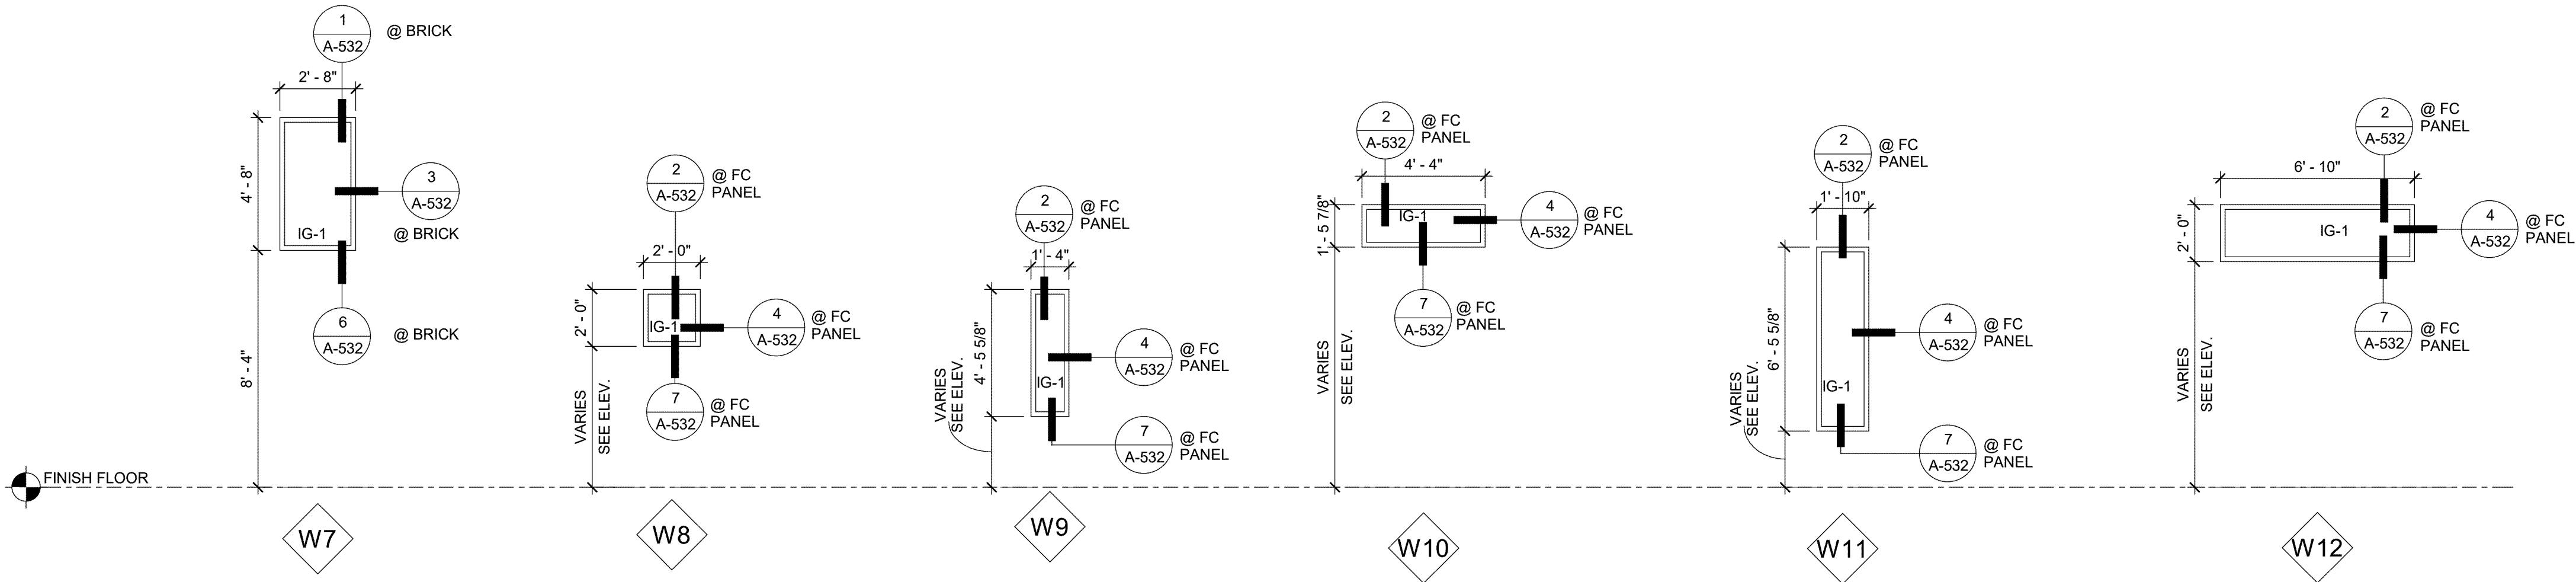 1
A-532
@ BRICK
2' - 8"
4' - 8"
3
A-532
@ BRICK
IG-1
6
A-532
@ BRICK
8' - 4"
FINISH FLOOR
W7
2
A-532
@ FC
PANEL
2' - 0"
2' - 0"
IG-1
4
A-532
@ FC
PANEL
7
A-532
@ FC
PANEL
VARIES
SEE ELEV.
W8
2
A-532
@ FC
PANEL
1' - 4"
4' - 5 5/8"
IG-1
4
A-532
@ FC
PANEL
7
A-532
@ FC
PANEL
VARIES
SEE ELEV.
W9
2
A-532
@ FC
PANEL
4' - 4"
1' - 5 7/8"
IG-1
4
A-532
@ FC
PANEL
7
A-532
@ FC
PANEL
VARIES
SEE ELEV.
W10
2
A-532
@ FC
PANEL
1' - 10"
6' - 5 5/8"
IG-1
4
A-532
@ FC
PANEL
7
A-532
@ FC
PANEL
VARIES
SEE ELEV.
W11
2
A-532
@ FC
PANEL
6' - 10"
2' - 0"
IG-1
4
A-532
@ FC
PANEL
7
A-532
@ FC
PANEL
VARIES
SEE ELEV.
W12